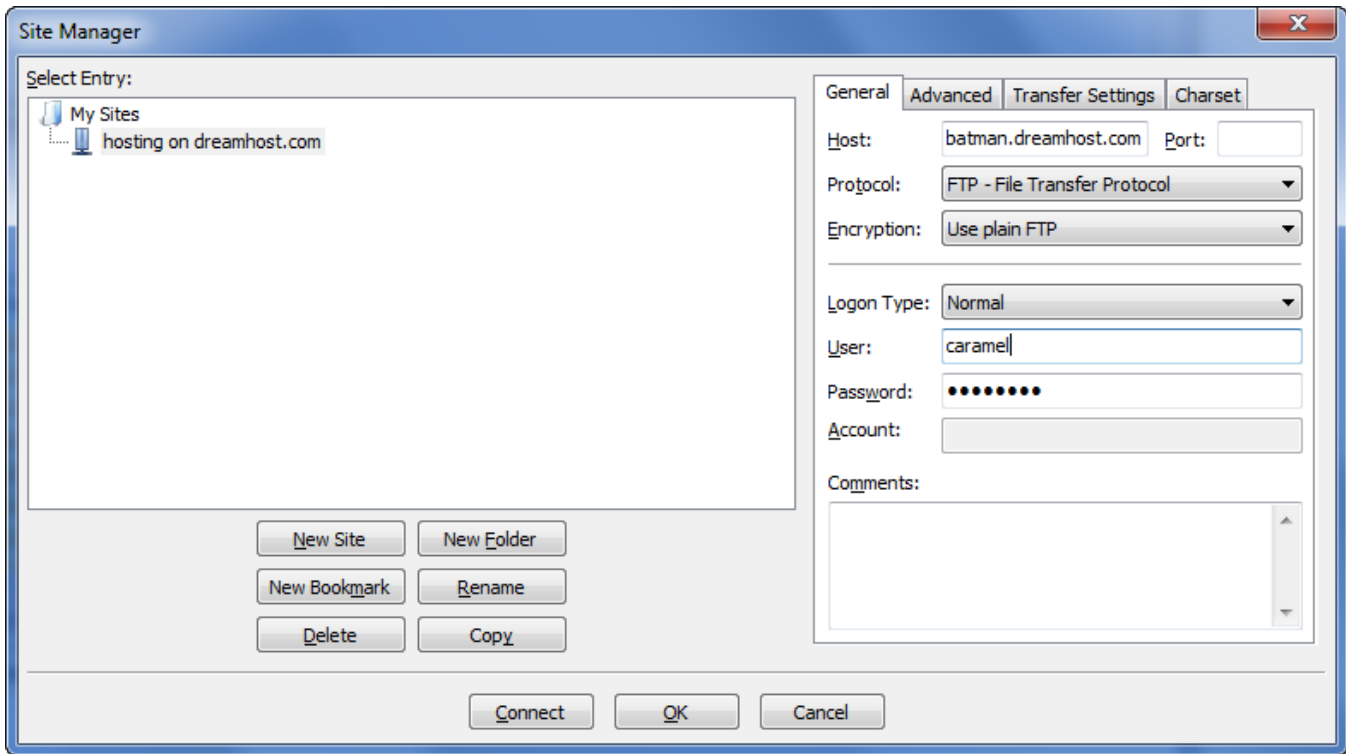 Site Manager
Select Entry:
My Sites
hosting on dreamhost.com
New Site New Folder
New Bookmark Rename
Delete Copy
General Advanced Transfer Settings Charset
Host: batman.dreamhost.com Port:
Protocol: FTP - File Transfer Protocol
Encryption: Use plain FTP
Logon Type: Normal
User: caramel
Password: ••••••••
Account:
Comments:
Connect OK Cancel